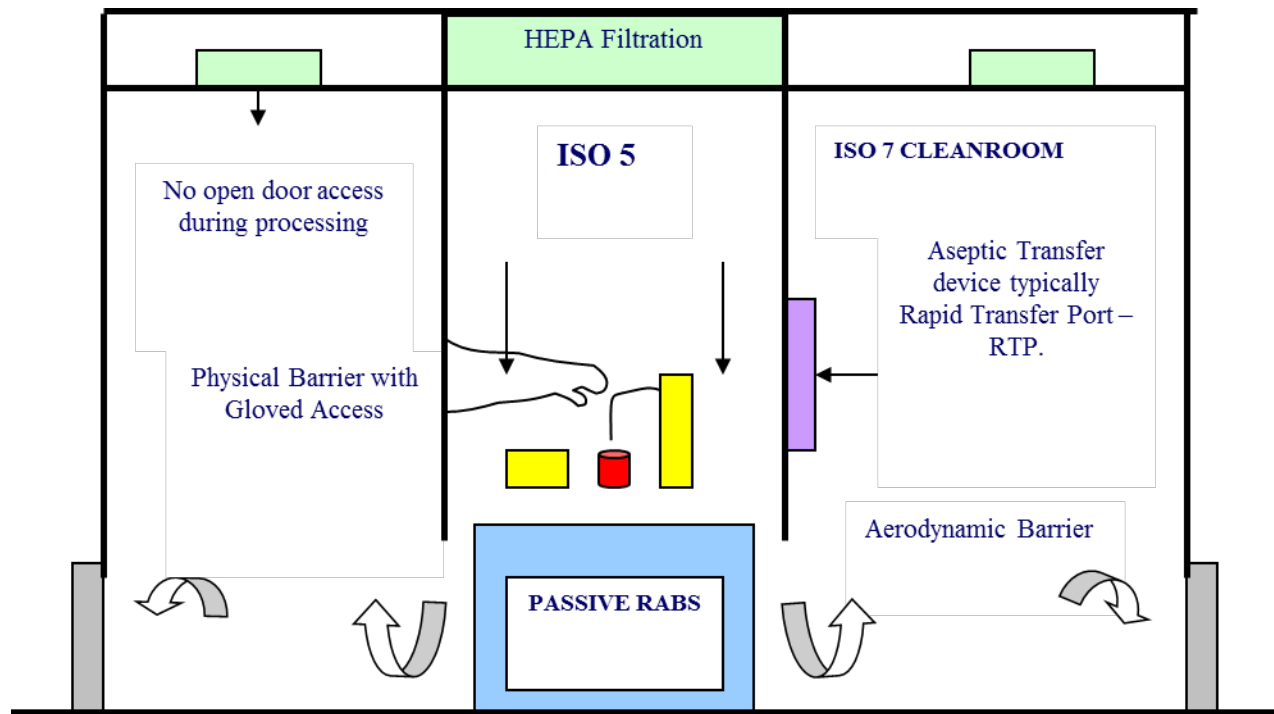 HEPA Filtration
ISO 5
ISO 7 CLEANROOM
No open door access
during processing
Aseptic Transfer
device typically
Rapid Transfer Port –
RTP.
Physical Barrier with
Gloved Access
Aerodynamic Barrier
PASSIVE RABS